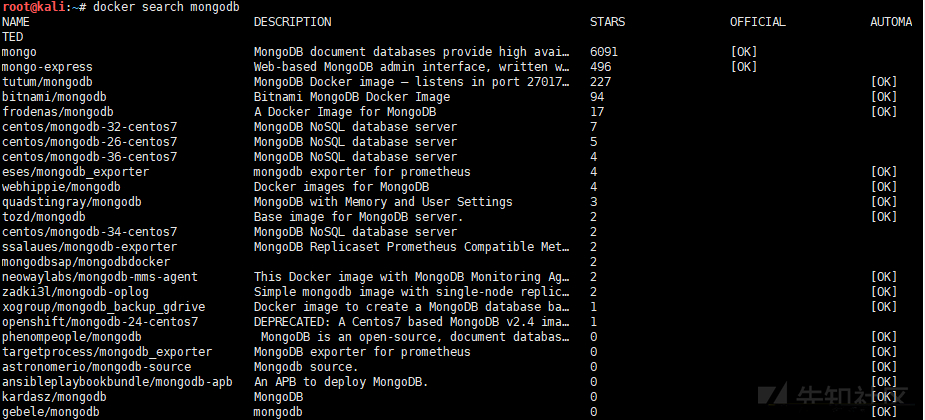 root@kali:~# docker search mongodb
NAME DESCRIPTION STARS OFFICIAL AUTOMA
TED
mongo MongoDB document databases provide high avai… 6091 [OK]
mongo-express Web-based MongoDB admin interface, written w… 496 [OK]
tutum/mongodb MongoDB Docker image – listens in port 27017… 227 [OK]
bitnami/mongodb Bitnami MongoDB Docker Image 94 [OK]
frodenas/mongodb A Docker Image for MongoDB 17 [OK]
centos/mongodb-32-centos7 MongoDB NoSQL database server 7
centos/mongodb-26-centos7 MongoDB NoSQL database server 5
centos/mongodb-36-centos7 MongoDB NoSQL database server 4
eses/mongodb_exporter mongodb exporter for prometheus 4 [OK]
webhippie/mongodb Docker images for MongoDB 4 [OK]
quadstingray/mongodb MongoDB with Memory and User Settings 3 [OK]
tozd/mongodb Base image for MongoDB server. 2 [OK]
centos/mongodb-34-centos7 MongoDB NoSQL database server 2
ssalaues/mongodb-exporter MongoDB Replicaset Prometheus Compatible Met… 2
mongodbsap/mongodbdocker 2
neowaylabs/mongodb-mms-agent This Docker image with MongoDB Monitoring Ag… 2 [OK]
zadki3l/mongodb-oplog Simple mongodb image with single-node replic… 2 [OK]
xogroup/mongodb_backup_gdrive Docker image to create a MongoDB database ba… 1 [OK]
openshift/mongodb-24-centos7 DEPRECATED: A Centos7 based MongoDB v2.4 ima… 1
phenompeople/mongodb MongoDB is an open-source, document databas… 0 [OK]
targetprocess/mongodb_exporter MongoDB exporter for prometheus 0 [OK]
astronomerio/mongodb-source Mongodb source. 0 [OK]
ansibleplaybookbundle/mongodb-apb An APB to deploy MongoDB. 0 [OK]
kardasz/mongodb MongoDB 0 [OK]
gebele/mongodb mongodb 0 [OK]
先知社区